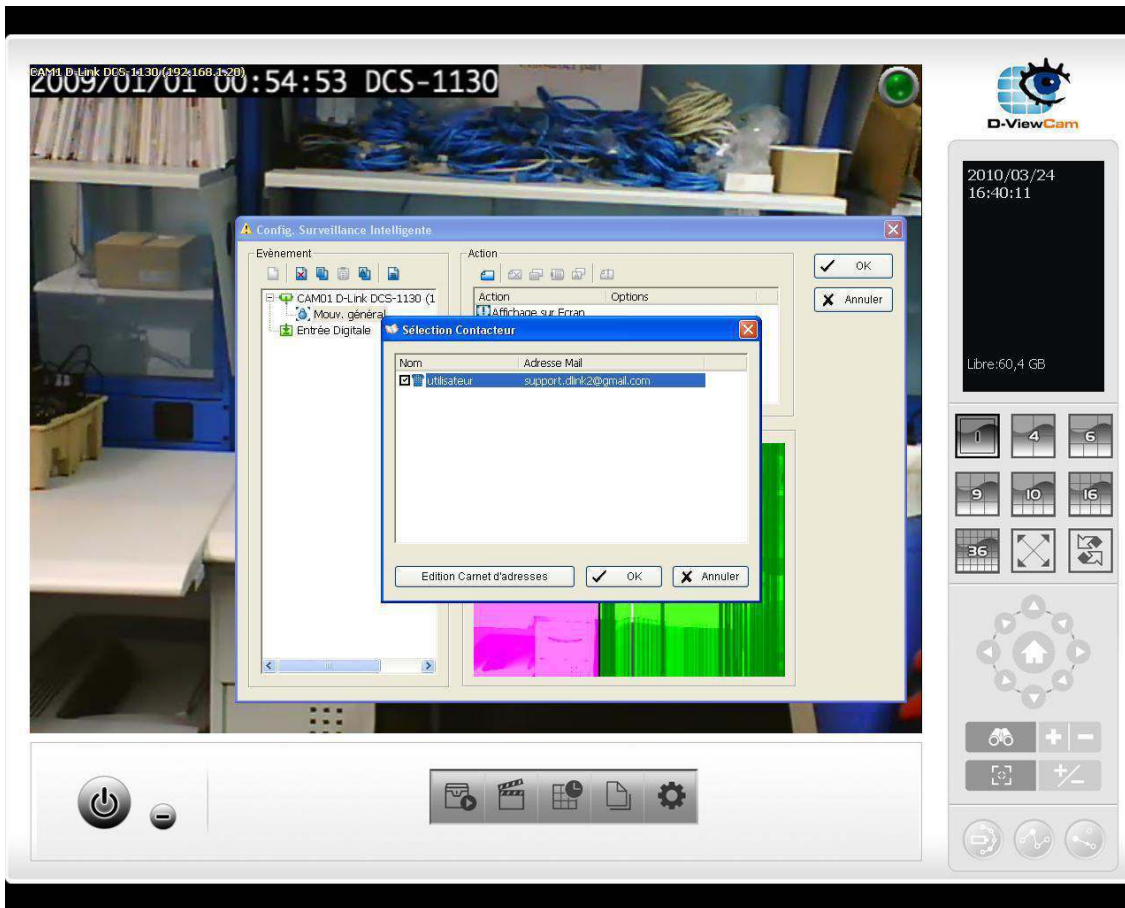 CAM1 D-Link DCS-1130 (192.168.1.20)
2009/01/01 00:54:53 DCS-1130
D-ViewCam
2010/03/24
16:40:11
Libre:60,4 GB
Config. Surveillance Intelligente
Evènement
Action
OK
Annuler
CAM01 D-Link DCS-1130 (1
Mouv. général
Entrée Digitale
Action Options
Affichage sur Ecran
Sélection Contacteur
Nom Adresse Mail
utilisateur support.dlink2@gmail.com
Edition Carnet d'adresses OK Annuler
1 4 6
9 10 16
36